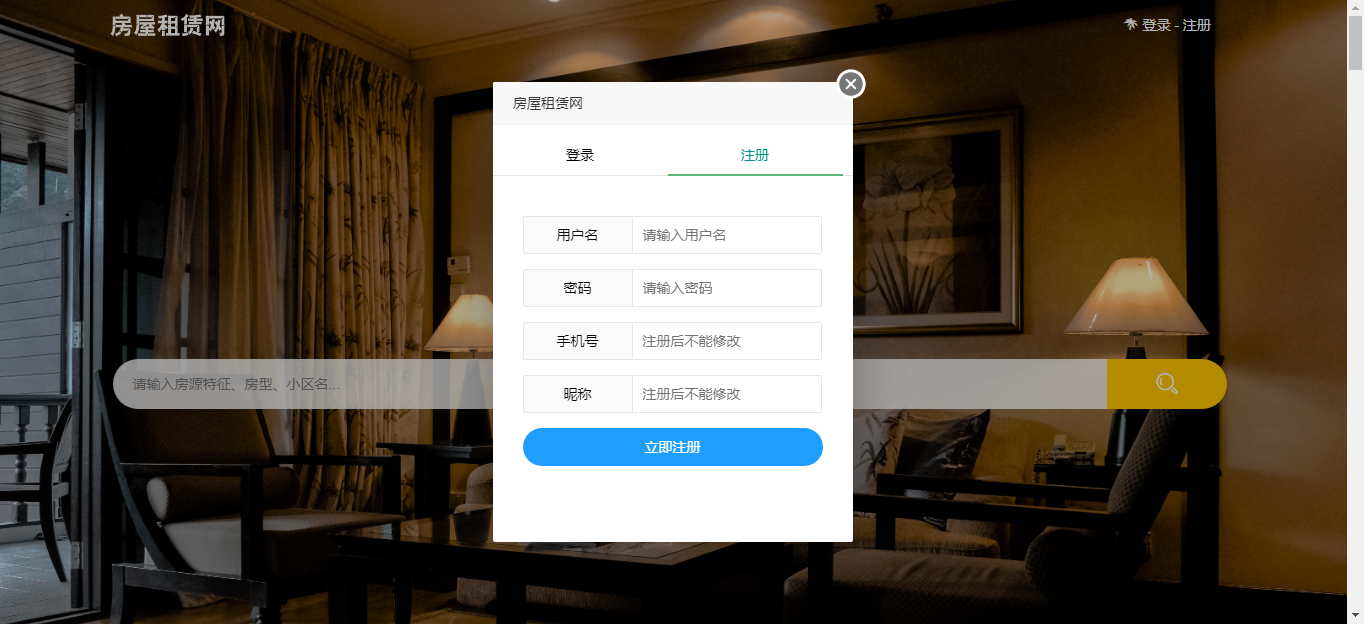 房屋租赁网
登录 - 注册
房屋租赁网
登录
注册
用户名 请输入用户名
密码 请输入密码
手机号 注册后不能修改
昵称 注册后不能修改
请输入房源特征、房型、小区名...
立即注册